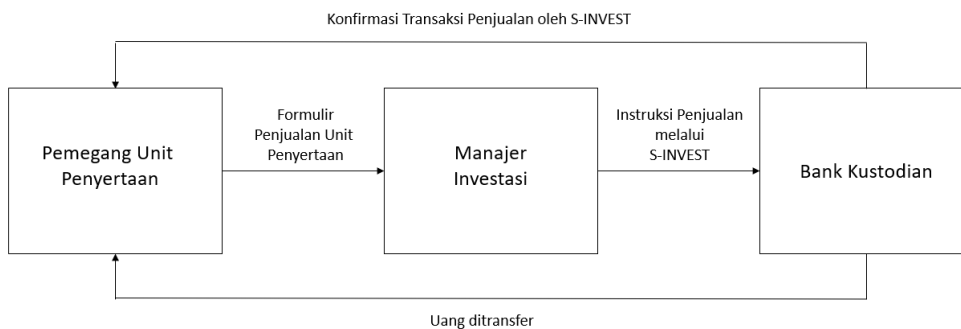 Konfirmasi Transaksi Penjualan oleh S-INVEST
Pemegang Unit
Penyertaan
Formulir
Penjualan Unit
Penyertaan
Manajer
Investasi
Instruksi Penjualan
melalui
S-INVEST
Bank Kustodian
Uang ditransfer